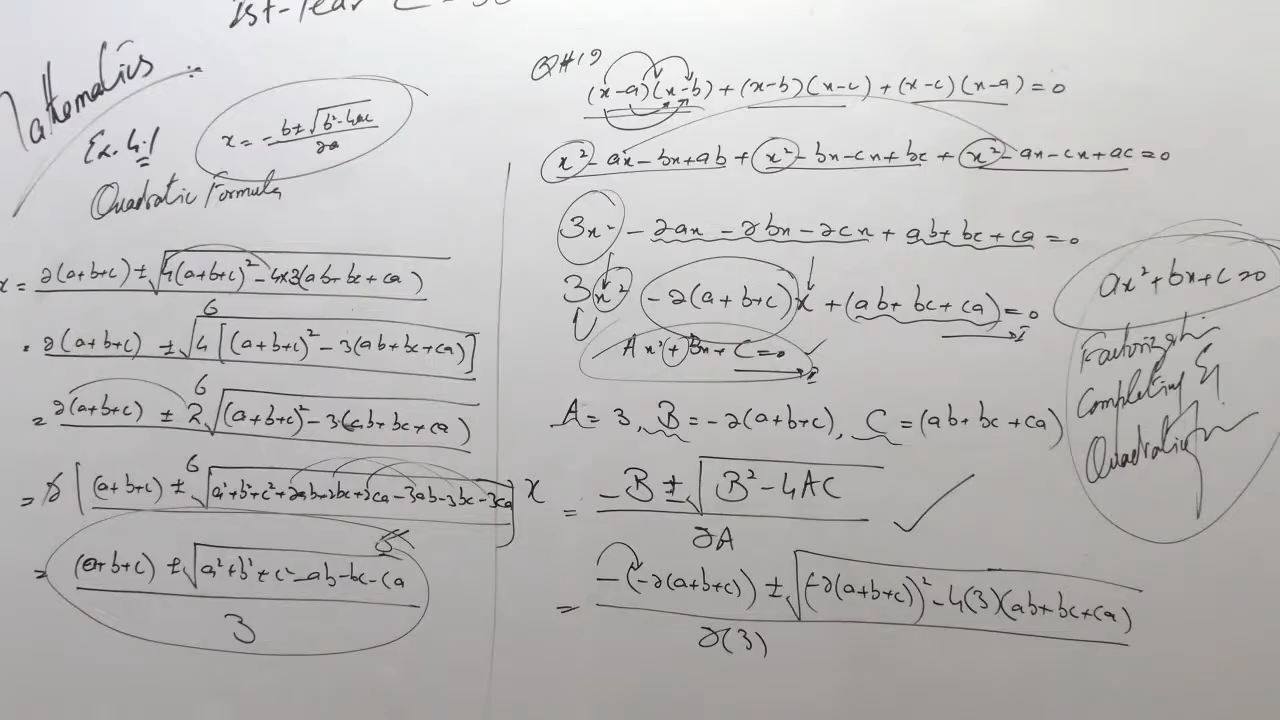 1st-Year
Mathematics
Ex. 4.1
x = -b ± √(b² - 4ac) / 2a
Quadratic Formula
Q#19
(x-a)(x-b) + (x-b)(x-c) + (x-c)(x-a) = 0
x² - ax - bx + ab + x² - bx - cx + bc + x² - ax - cx + ac = 0
3x² - 2ax - 2bx - 2cx + ab + bc + ca = 0
3x² - 2(a+b+c)x + (ab + bc + ca) = 0 → I
Ax² + Bx + C = 0 ✓
A = 3, B = -2(a+b+c), C = (ab + bc + ca)
x = -B ± √(B² - 4AC) / 2A ✓
= -(-2(a+b+c)) ± √((-2(a+b+c))² - 4(3)(ab+bc+ca)) / 2(3)
ax² + bx + c = 0
Completing
x = 2(a+b+c) ± √(4(a+b+c)² - 4×3(ab+bc+ca)) / 6
= 2(a+b+c) ± √(4[(a+b+c)² - 3(ab+bc+ca)]) / 6
= 2(a+b+c) ± 2√((a+b+c)² - 3(ab+bc+ca)) / 6
= 2[(a+b+c) ± √(a²+b²+c²+2ab+2bc+2ca-3ab-3bc-3ca)] / 6
= (a+b+c) ± √(a²+b²+c²-ab-bc-ca) / 3